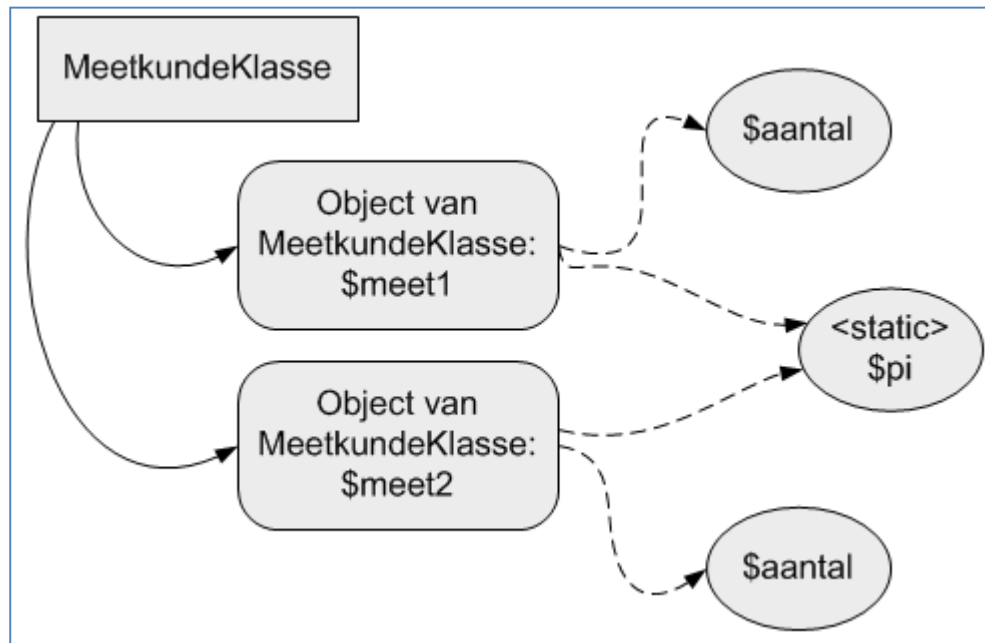 MeetkundeKlasse
$aantal
Object van
MeetkundeKlasse:
$meet1
<static>
$pi
Object van
MeetkundeKlasse:
$meet2
$aantal